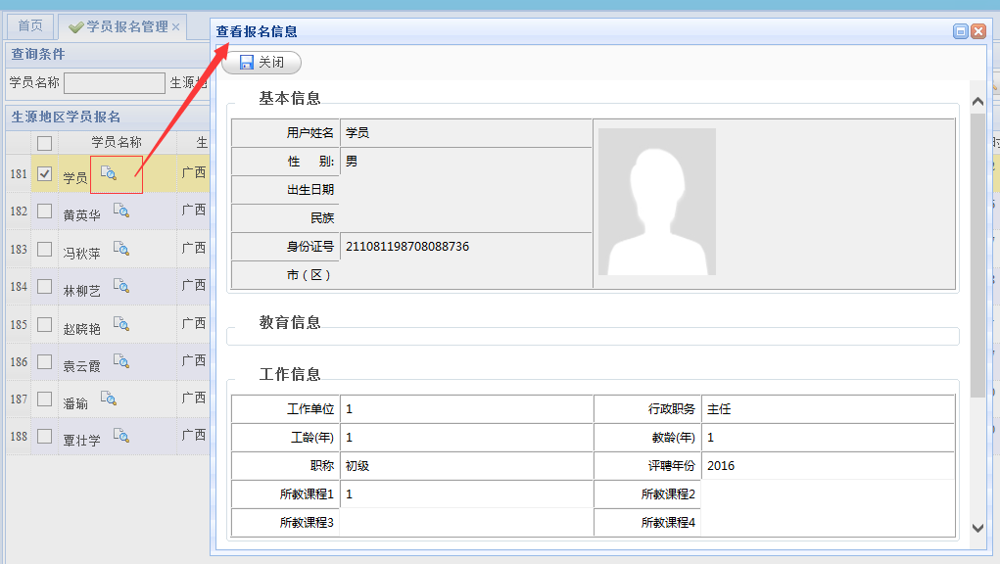 首页 学员报名管理
查询条件
学员名称 生源地
生源地区学员报名
学员名称 生
181 学员 广西
182 黄英华 广西
183 冯秋萍 广西
184 林柳艺 广西
185 赵晓艳 广西
186 袁云霞 广西
187 潘瑜 广西
188 覃壮学 广西
查看报名信息
关闭
基本信息
用户姓名 学员
性 别: 男
出生日期
民族
身份证号 211081198708088736
市（区）
教育信息
工作信息
工作单位 1 行政职务 主任
工龄(年) 1 教龄(年) 1
职称 初级 评聘年份 2016
所教课程1 1 所教课程2
所教课程3 所教课程4